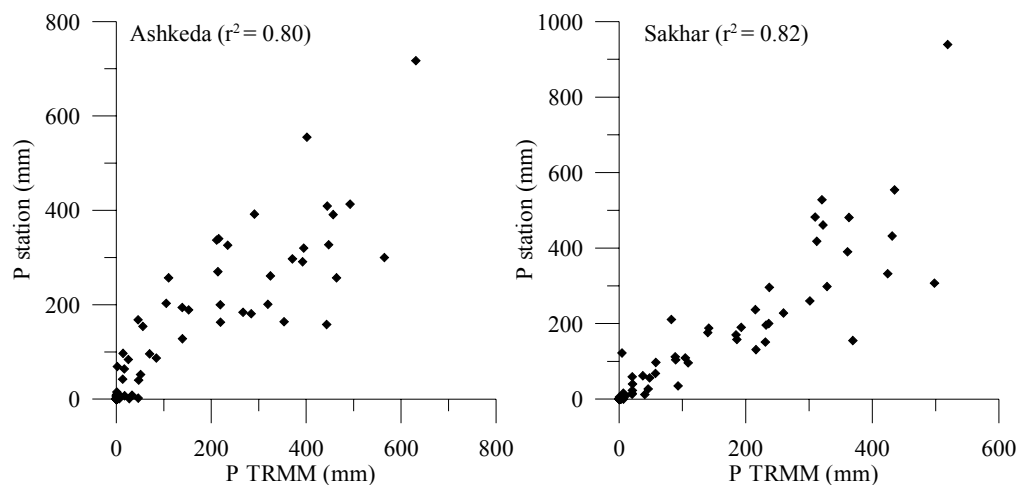 Ashkeda (r² = 0.80)
P station (mm)
800
600
400
200
0
0 200 400 600 800
P TRMM (mm)
Sakhar (r² = 0.82)
P station (mm)
1000
800
600
400
200
0
0 200 400 600
P TRMM (mm)